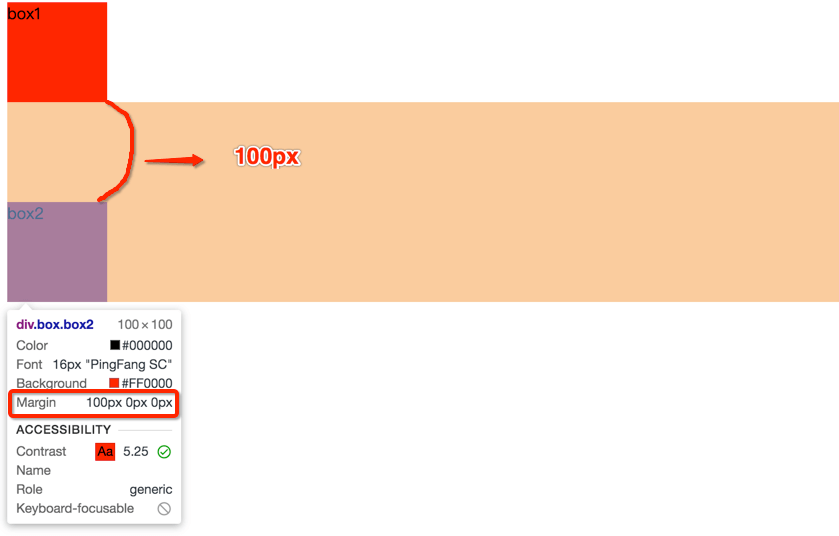 box1
100px
box2
div.box.box2 100×100
Color #000000
Font 16px "PingFang SC"
Background #FF0000
Margin 100px 0px 0px
ACCESSIBILITY
Contrast Aa 5.25
Name
Role generic
Keyboard-focusable